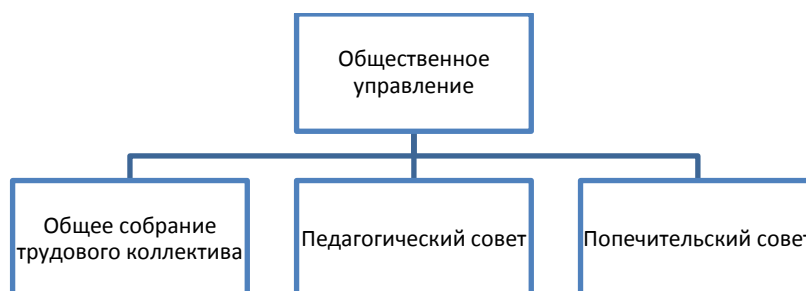 Общественное
управление
Общее собрание
трудового коллектива
Педагогический совет
Попечительский совет